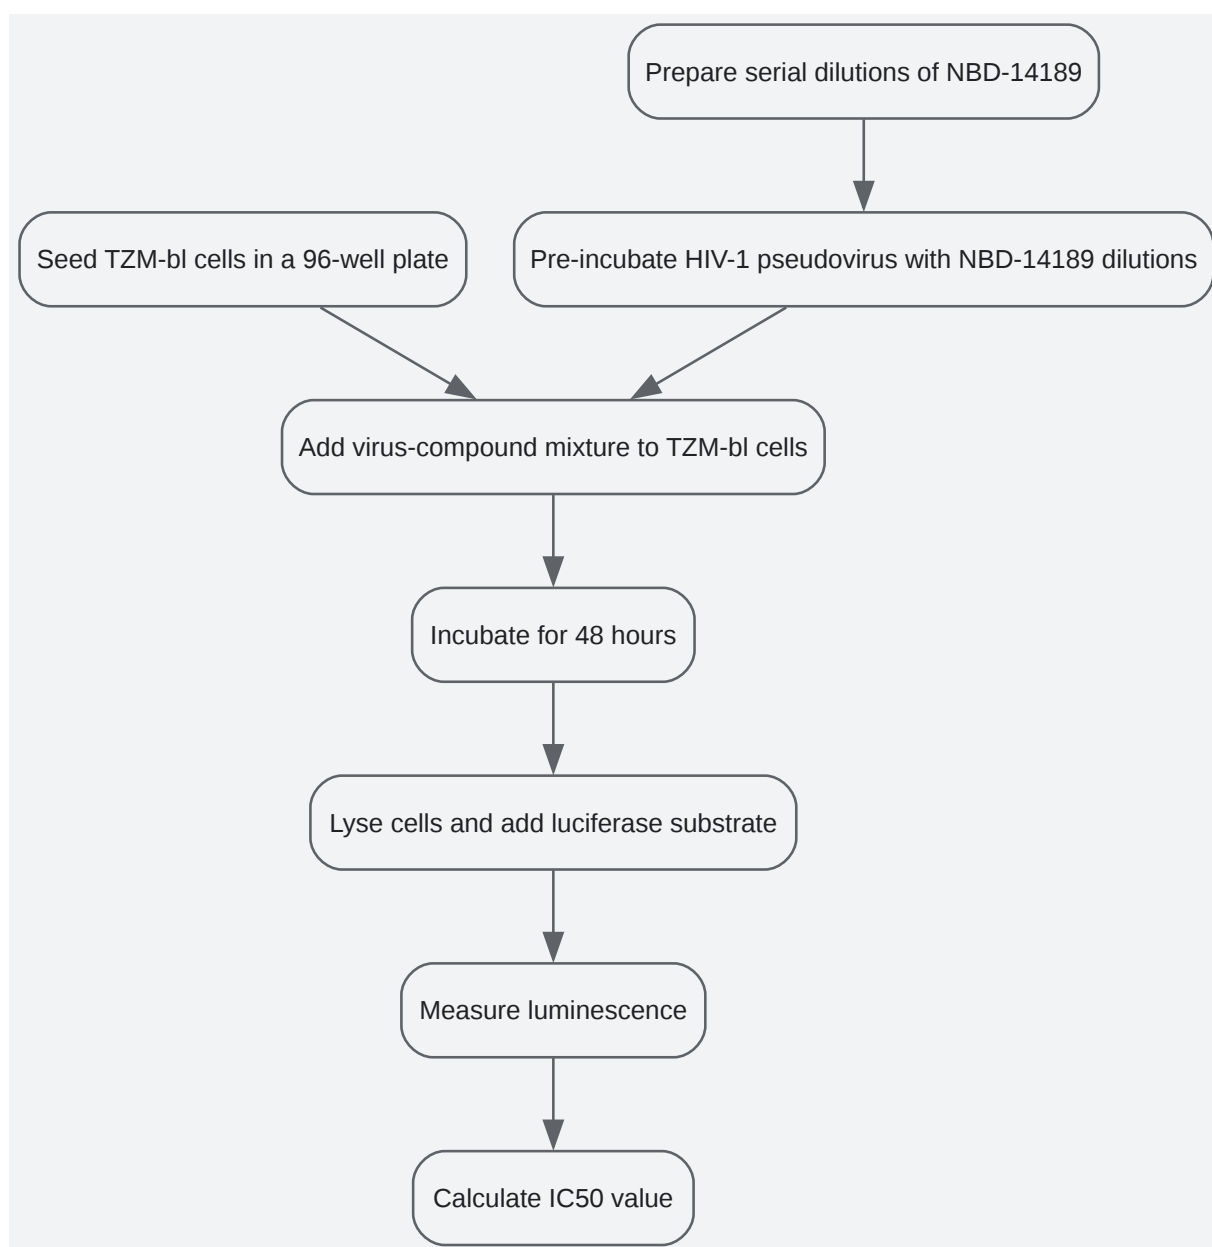 Prepare serial dilutions of NBD-14189
Seed TZM-bl cells in a 96-well plate
Pre-incubate HIV-1 pseudovirus with NBD-14189 dilutions
Add virus-compound mixture to TZM-bl cells
Incubate for 48 hours
Lyse cells and add luciferase substrate
Measure luminescence
Calculate IC50 value